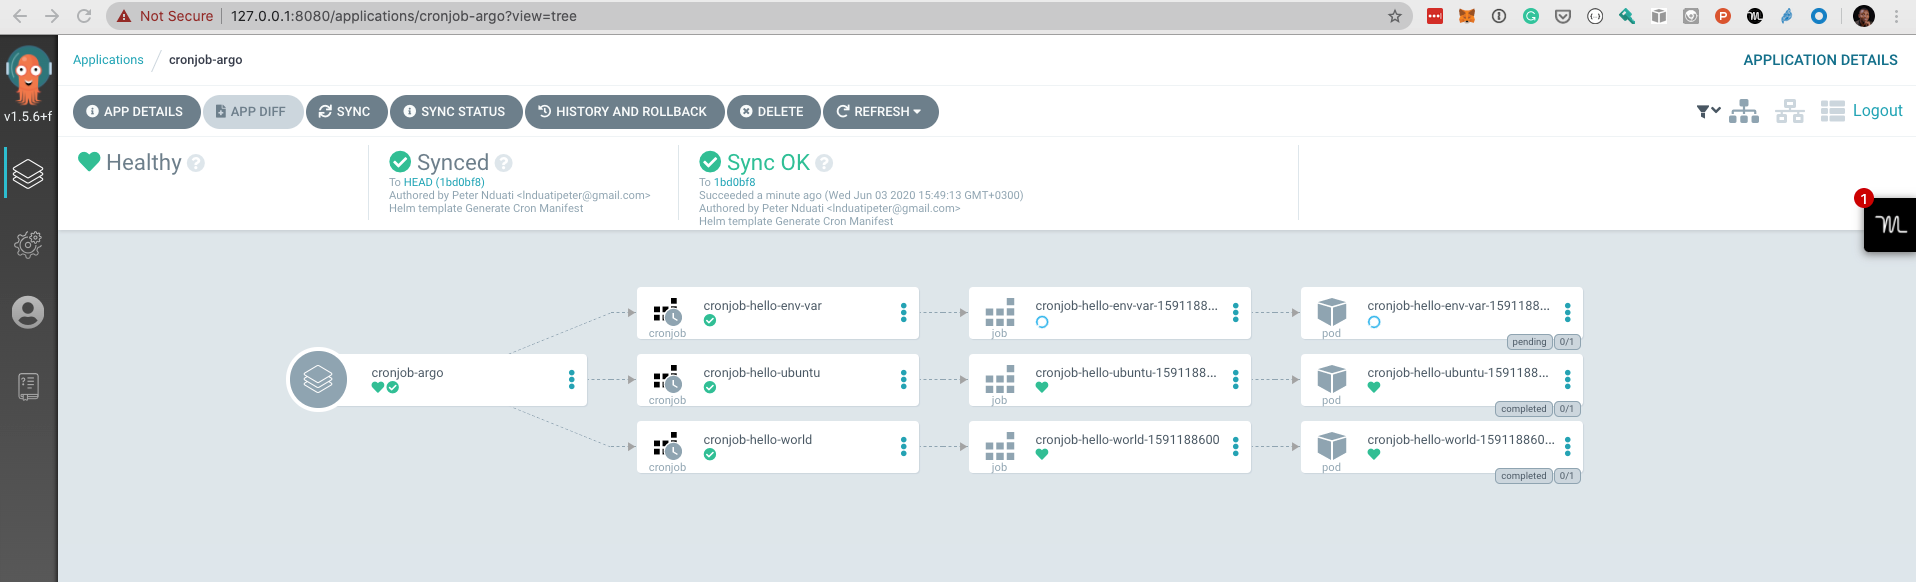 Not Secure
127.0.0.1:8080/applications/cronjob-argo?view=tree
v1.5.6+f
Applications / cronjob-argo
APPLICATION DETAILS
APP DETAILS
APP DIFF
SYNC
SYNC STATUS
HISTORY AND ROLLBACK
DELETE
REFRESH
Logout
Healthy
Synced
To HEAD (1bd0bf8)
Authored by Peter Nduati <lnduatipeter@gmail.com>
Helm template Generate Cron Manifest
Sync OK
To 1bd0bf8
Succeeded a minute ago (Wed Jun 03 2020 15:49:13 GMT+0300)
Authored by Peter Nduati <lnduatipeter@gmail.com>
Helm template Generate Cron Manifest
1
cronjob-argo
cronjob
cronjob-hello-env-var
job
cronjob-hello-env-var-1591188...
pod
cronjob-hello-env-var-1591188...
pending
0/1
cronjob
cronjob-hello-ubuntu
job
cronjob-hello-ubuntu-1591188...
pod
cronjob-hello-ubuntu-1591188...
completed
0/1
cronjob
cronjob-hello-world
job
cronjob-hello-world-1591188600
pod
cronjob-hello-world-159118860...
completed
0/1